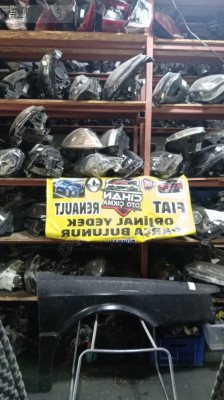 FIAT
CİHAN
OTO ÇIKMA
RENAULT
ORİJİNAL YEDEK
PARÇA BULUNUR